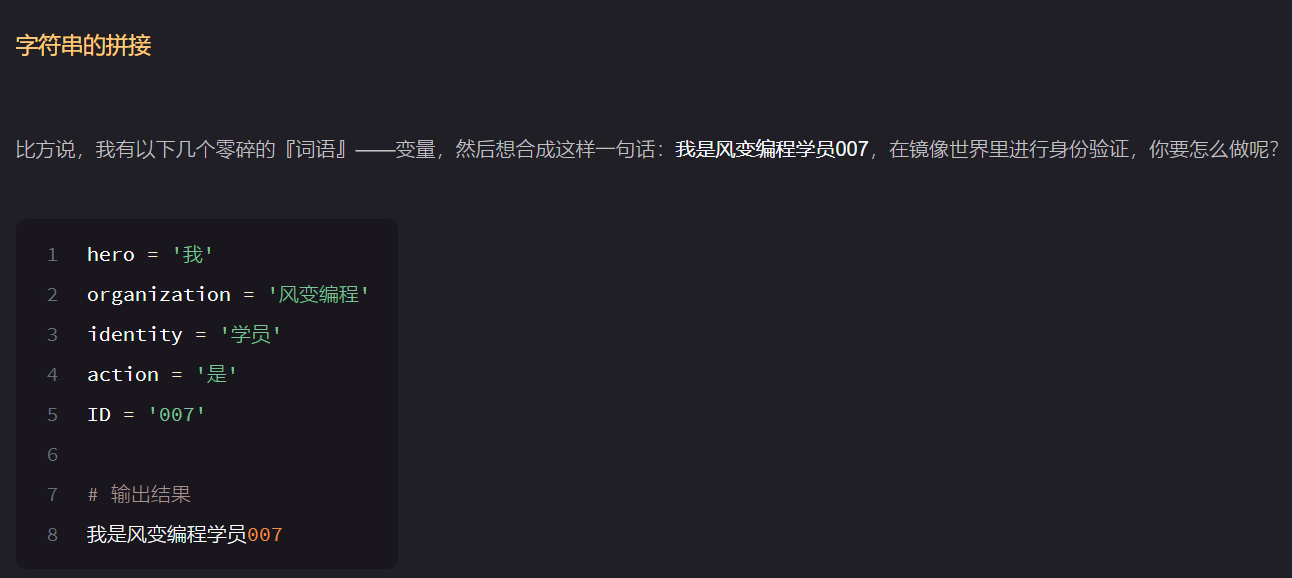 字符串的拼接
比方说，我有以下几个零碎的『词语』——变量，然后想合成这样一句话：我是风变编程学员007，在镜像世界里进行身份验证，你要怎么做呢？
1 hero = '我'
2 organization = '风变编程'
3 identity = '学员'
4 action = '是'
5 ID = '007'
6
7 # 输出结果
8 我是风变编程学员007